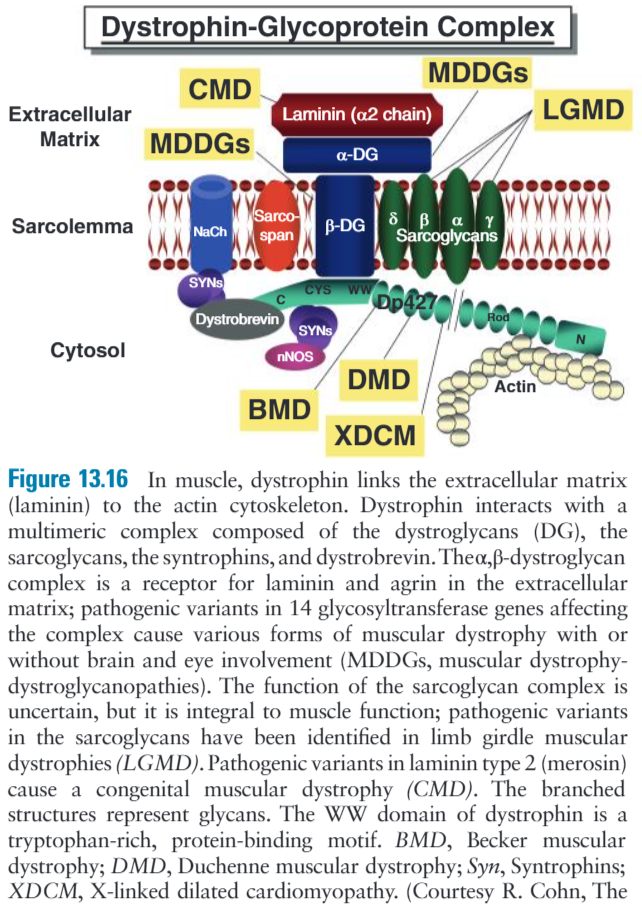 Dystrophin-Glycoprotein Complex
MDDGs
CMD
LGMD
Extracellular
Matrix
Laminin (α2 chain)
MDDGs
α-DG
Sarcolemma
NaCh
Sarco-
span
β-DG
δ β α γ
Sarcoglycans
SYNs
C CYS WW
Dp427
Dystrobrevin
Rod
N
SYNs
Cytosol
nNOS
DMD
Actin
BMD
XDCM
Figure 13.16 In muscle, dystrophin links the extracellular matrix
(laminin) to the actin cytoskeleton. Dystrophin interacts with a
multimeric complex composed of the dystroglycans (DG), the
sarcoglycans, the syntrophins, and dystrobrevin. Theα,β-dystroglycan
complex is a receptor for laminin and agrin in the extracellular
matrix; pathogenic variants in 14 glycosyltransferase genes affecting
the complex cause various forms of muscular dystrophy with or
without brain and eye involvement (MDDGs, muscular dystrophy-
dystroglycanopathies). The function of the sarcoglycan complex is
uncertain, but it is integral to muscle function; pathogenic variants
in the sarcoglycans have been identified in limb girdle muscular
dystrophies (LGMD). Pathogenic variants in laminin type 2 (merosin)
cause a congenital muscular dystrophy (CMD). The branched
structures represent glycans. The WW domain of dystrophin is a
tryptophan-rich, protein-binding motif. BMD, Becker muscular
dystrophy; DMD, Duchenne muscular dystrophy; Syn, Syntrophins;
XDCM, X-linked dilated cardiomyopathy. (Courtesy R. Cohn, The